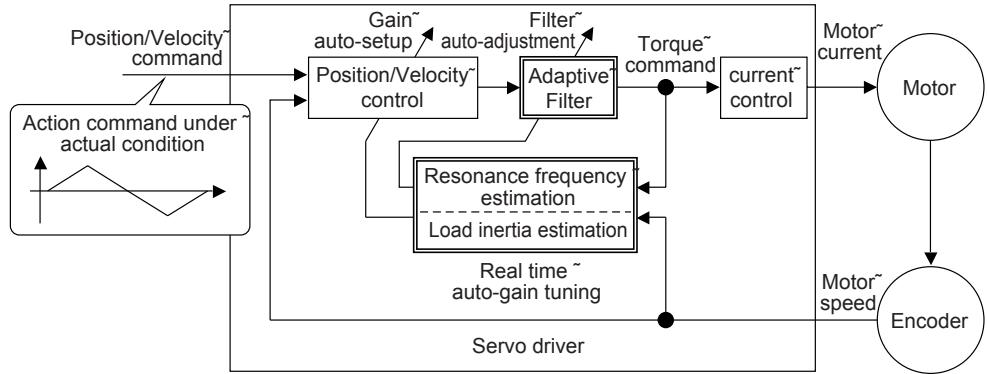 Position/Velocity˜
command
Gain˜
auto-setup
Filter˜
auto-adjustment
Torque˜
command
Motor˜
current
Position/Velocity˜
control
Adaptive˜
Filter
current˜
control
Motor
Action command under˜
actual condition
Resonance frequency˜
estimation
Load inertia estimation
Real time˜
auto-gain tuning
Motor˜
speed
Encoder
Servo driver